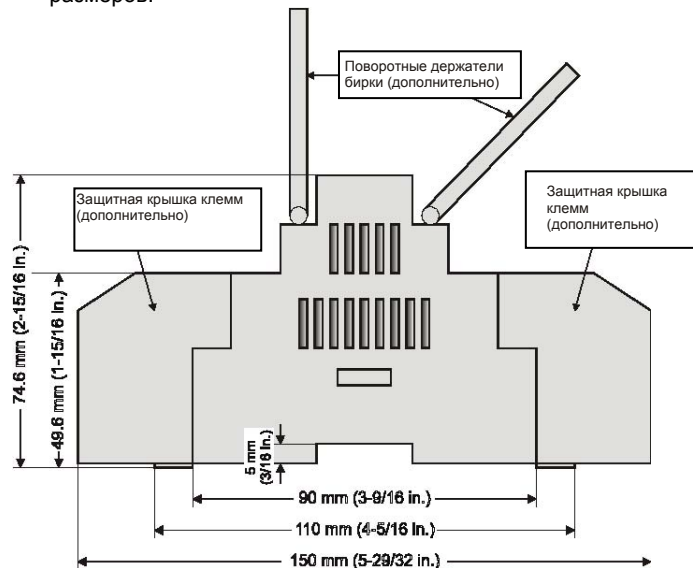 размеров.
Поворотные держатели
бирки (дополнительно)
Защитная крышка клемм
(дополнительно)
Защитная крышка
клемм
(дополнительно)
74.6 mm (2-15/16 in.)
49.6 mm (1-15/16 in.)
5 mm
(3/16 in.)
90 mm (3-9/16 in.)
110 mm (4-5/16 in.)
150 mm (5-29/32 in.)